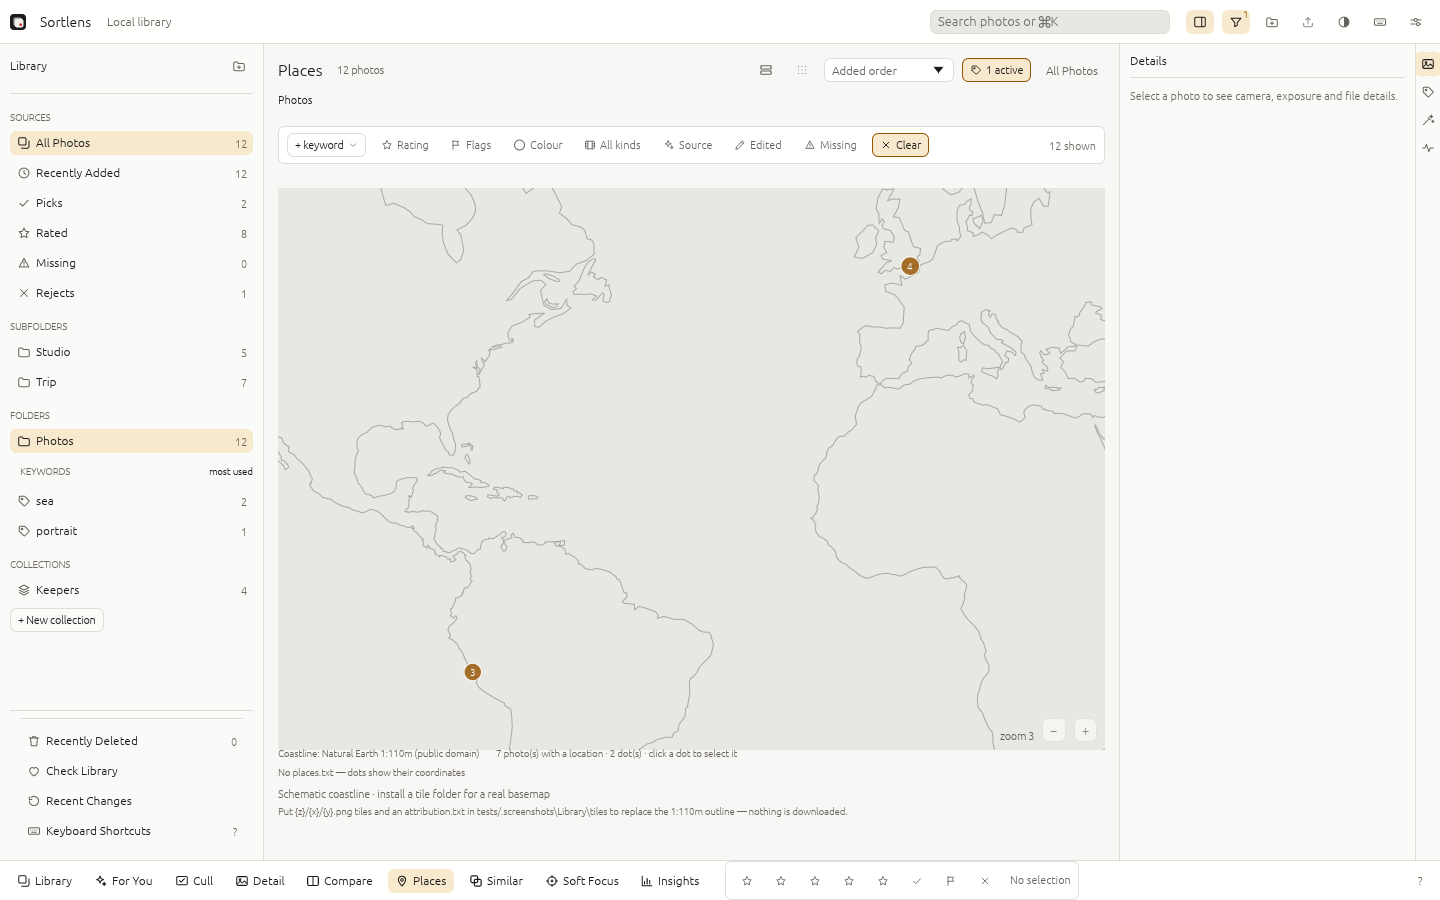 Sortlens Local library Search photos or ⌘K 1
Library
SOURCES
All Photos 12
Recently Added 12
Picks 2
Rated 8
Missing 0
Rejects 1
SUBFOLDERS
Studio 5
Trip 7
FOLDERS
Photos 12
KEYWORDS most used
sea 2
portrait 1
COLLECTIONS
Keepers 4
+ New collection
Recently Deleted 0
Check Library
Recent Changes
Keyboard Shortcuts ?
Places 12 photos Added order 1 active All Photos
Photos
+ keyword Rating Flags Colour All kinds Source Edited Missing Clear 12 shown
4
3
zoom 3 − +
Coastline: Natural Earth 1:110m (public domain) 7 photo(s) with a location · 2 dot(s) · click a dot to select it
No places.txt — dots show their coordinates
Schematic coastline · install a tile folder for a real basemap
Put {z}/{x}/{y}.png tiles and an attribution.txt in tests/.screenshots\Library\tiles to replace the 1:110m outline — nothing is downloaded.
Details
Select a photo to see camera, exposure and file details.
Library For You Cull Detail Compare Places Similar Soft Focus Insights No selection ?